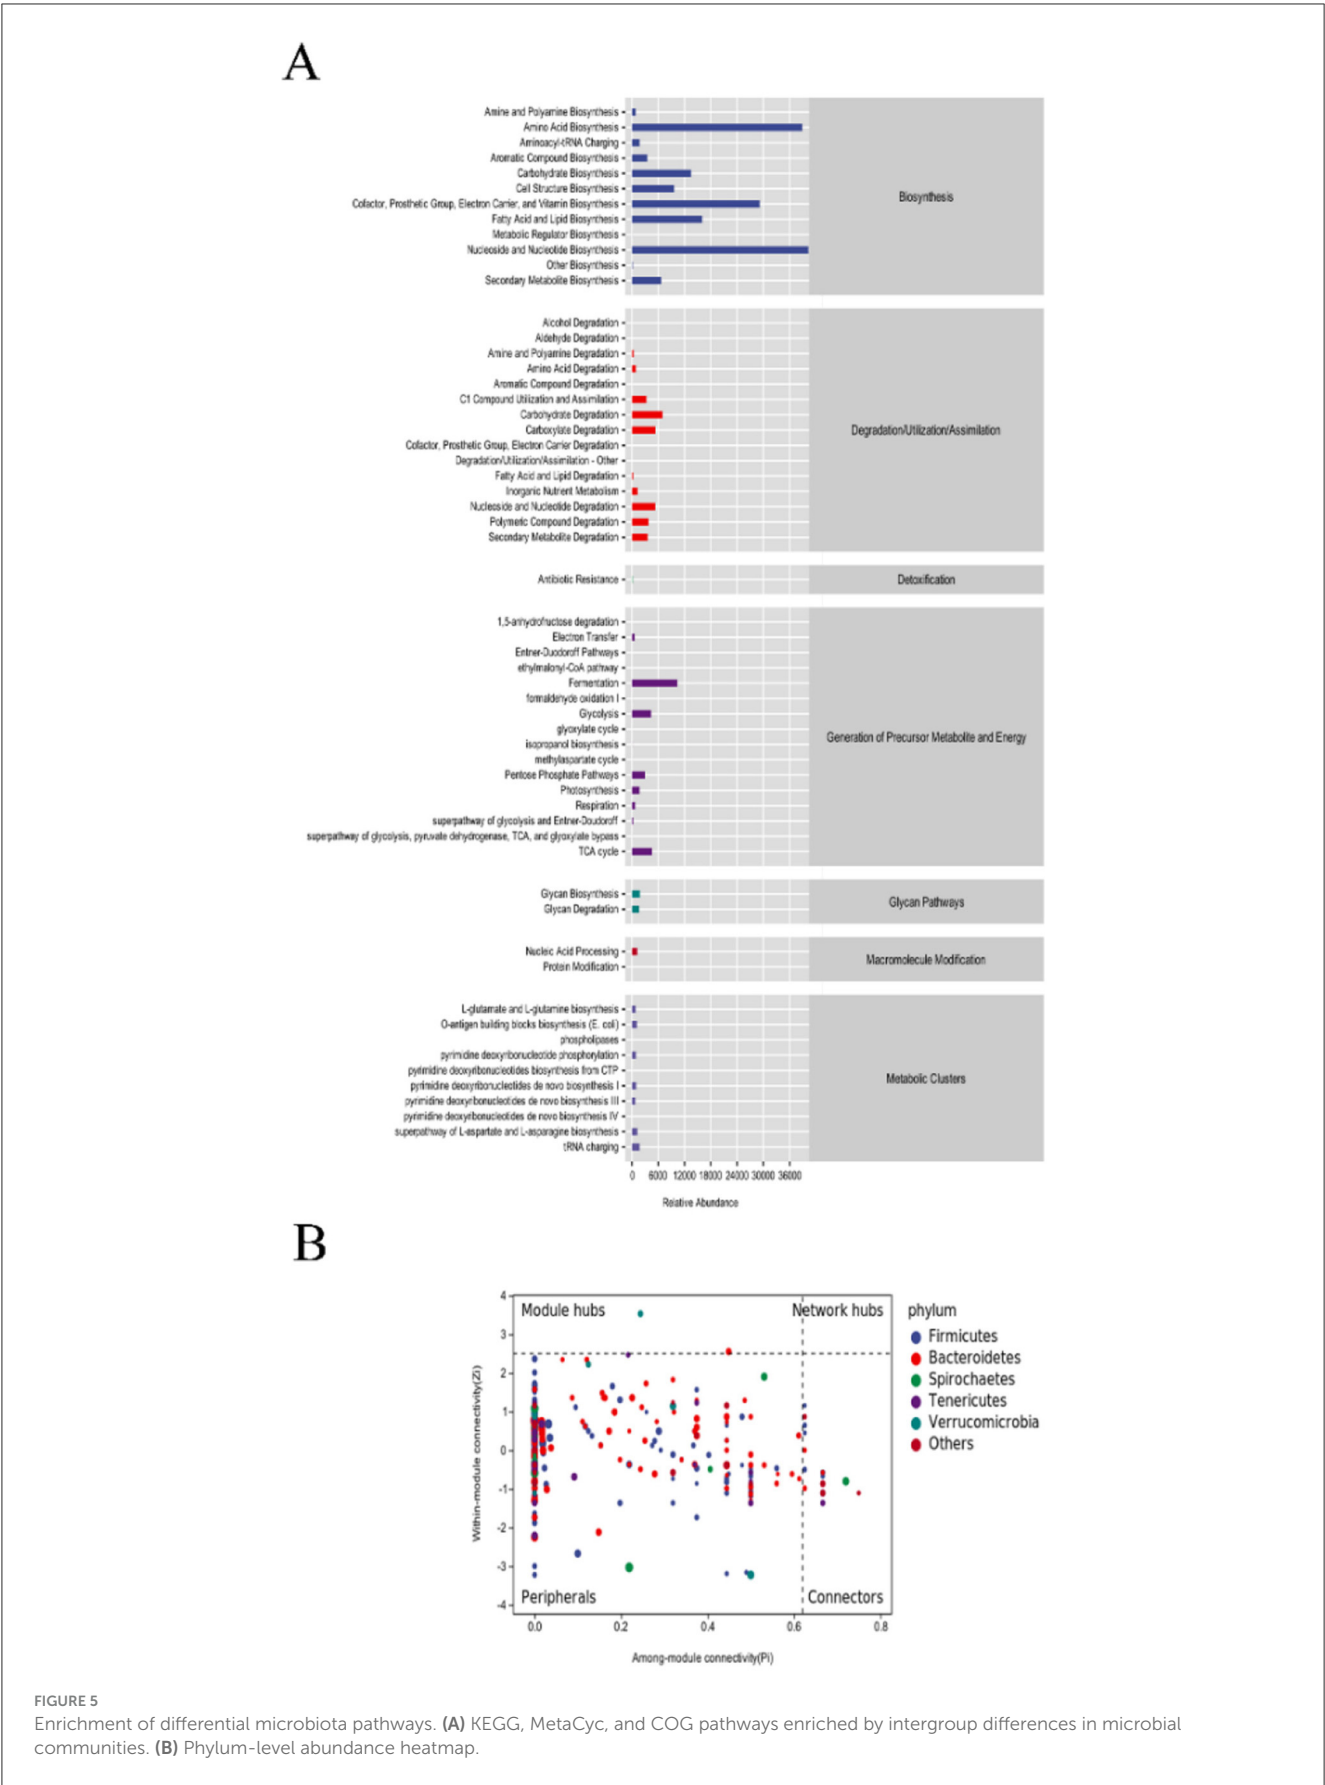 A
Amine and Polyamine Biosynthesis
Amino Acid Biosynthesis
Aminoacyl-tRNA Charging
Aromatic Compound Biosynthesis
Carbohydrate Biosynthesis
Cell Structure Biosynthesis
Cofactor, Prosthetic Group, Electron Carrier, and Vitamin Biosynthesis
Fatty Acid and Lipid Biosynthesis
Metabolic Regulator Biosynthesis
Nucleoside and Nucleotide Biosynthesis
Other Biosynthesis
Secondary Metabolite Biosynthesis
Biosynthesis
Alcohol Degradation
Aldehyde Degradation
Amine and Polyamine Degradation
Amino Acid Degradation
Aromatic Compound Degradation
C1 Compound Utilization and Assimilation
Carbohydrate Degradation
Carboxylate Degradation
Cofactor, Prosthetic Group, Electron Carrier Degradation
Degradation/Utilization/Assimilation - Other
Fatty Acid and Lipid Degradation
Inorganic Nutrient Metabolism
Nucleoside and Nucleotide Degradation
Polymeric Compound Degradation
Secondary Metabolite Degradation
Degradation/Utilization/Assimilation
Antibiotic Resistance
Detoxification
1,5-anhydrofructose degradation
Electron Transfer
Entner-Duodoroff Pathways
ethylmalonyl-CoA pathway
Fermentation
formaldehyde oxidation I
Glycolysis
glyoxylate cycle
isopropanol biosynthesis
methylaspartate cycle
Pentose Phosphate Pathways
Photosynthesis
Respiration
superpathway of glycolysis and Entner-Doudoroff
superpathway of glycolysis, pyruvate dehydrogenase, TCA, and glyoxylate bypass
TCA cycle
Generation of Precursor Metabolite and Energy
Glycan Biosynthesis
Glycan Degradation
Glycan Pathways
Nucleic Acid Processing
Protein Modification
Macromolecule Modification
L-glutamate and L-glutamine biosynthesis
O-antigen building blocks biosynthesis (E. coli)
phospholipases
pyrimidine deoxyribonucleotide phosphorylation
pyrimidine deoxyribonucleotides biosynthesis from CTP
pyrimidine deoxyribonucleotides de novo biosynthesis I
pyrimidine deoxyribonucleotides de novo biosynthesis III
pyrimidine deoxyribonucleotides de novo biosynthesis IV
superpathway of L-aspartate and L-asparagine biosynthesis
tRNA charging
Metabolic Clusters
0 6000 12000 18000 24000 30000 36000
Relative Abundance
B
Module hubs
Network hubs
Peripherals
Connectors
4
3
2
1
0
-1
-2
-3
-4
Within-module connectivity(Zi)
0.0 0.2 0.4 0.6 0.8
Among-module connectivity(Pi)
phylum
Firmicutes
Bacteroidetes
Spirochaetes
Tenericutes
Verrucomicrobia
Others
FIGURE 5
Enrichment of differential microbiota pathways. (A) KEGG, MetaCyc, and COG pathways enriched by intergroup differences in microbial
communities. (B) Phylum-level abundance heatmap.